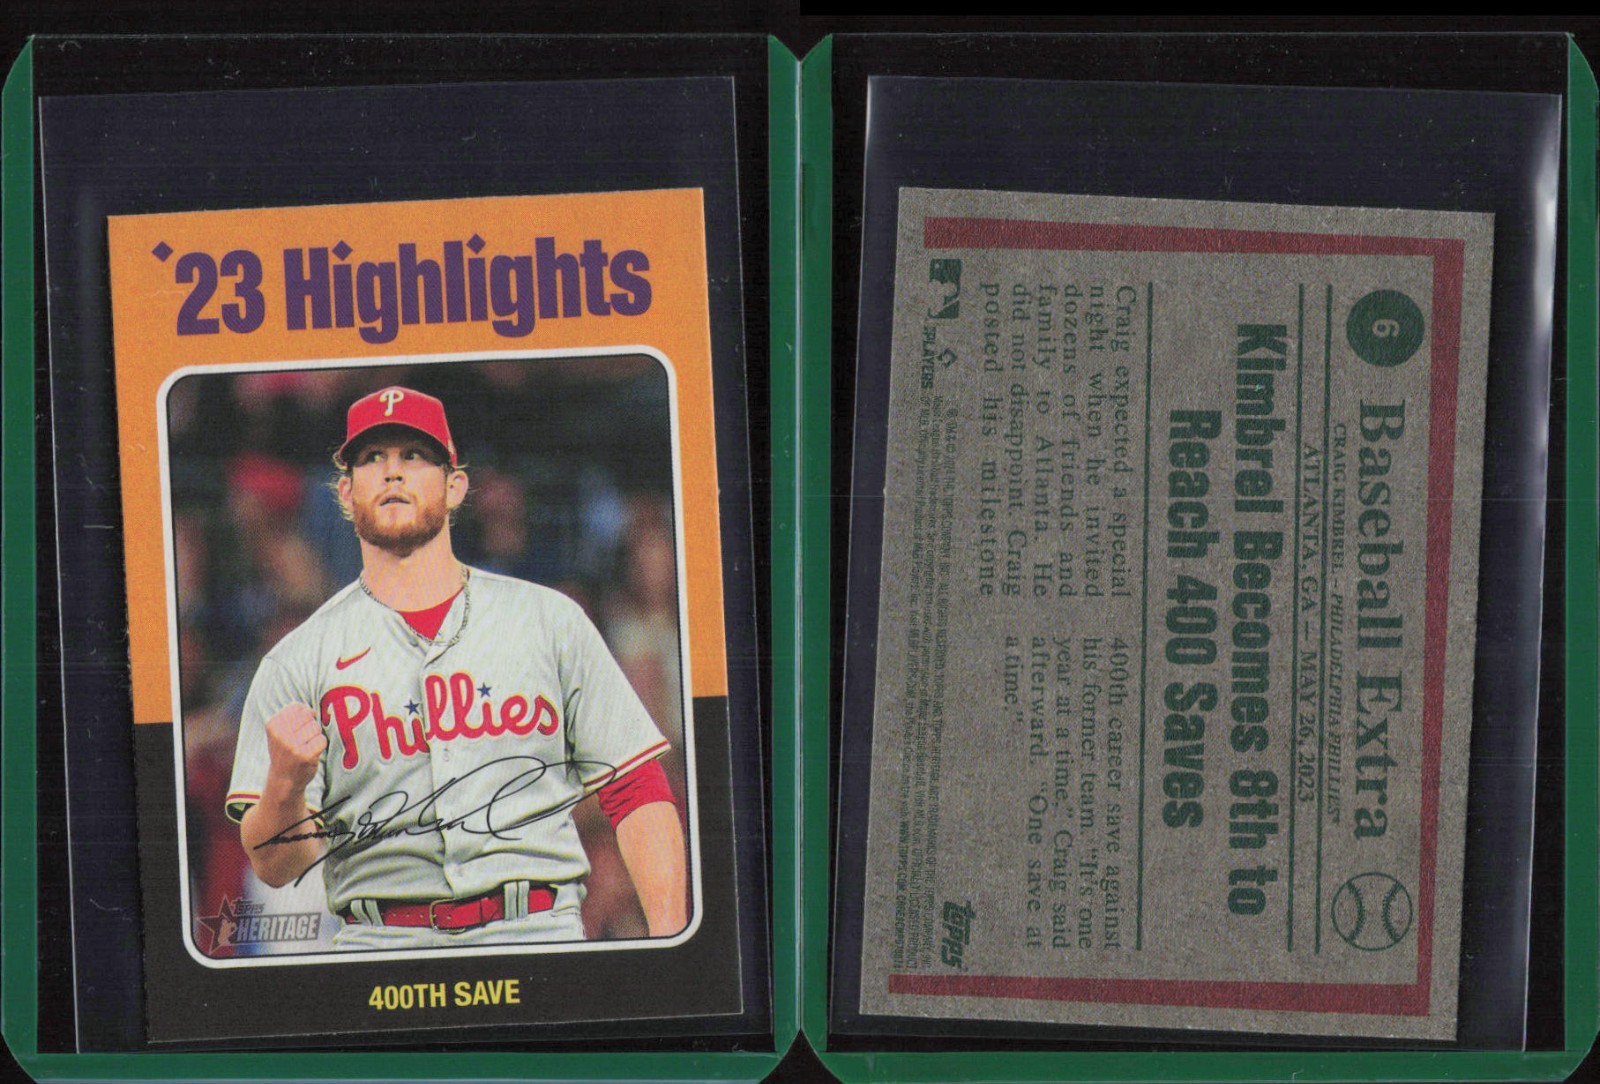 '23 Highlights
P
Phillies
Topps
HERITAGE
400TH SAVE
6
Baseball Extra
CRAIG KIMBREL – PHILADELPHIA PHILLIES
ATLANTA, GA — MAY 26, 2023
Kimbrel Becomes 8th to
Reach 400 Saves
Craig expected a special
night when he invited
dozens of friends and
family to Atlanta. He
did not disappoint. Craig
posted his milestone
400th career save against
his former team. "It's one
year at a time," Craig said
afterward. "One save at
a time."
PLAYERS
topps